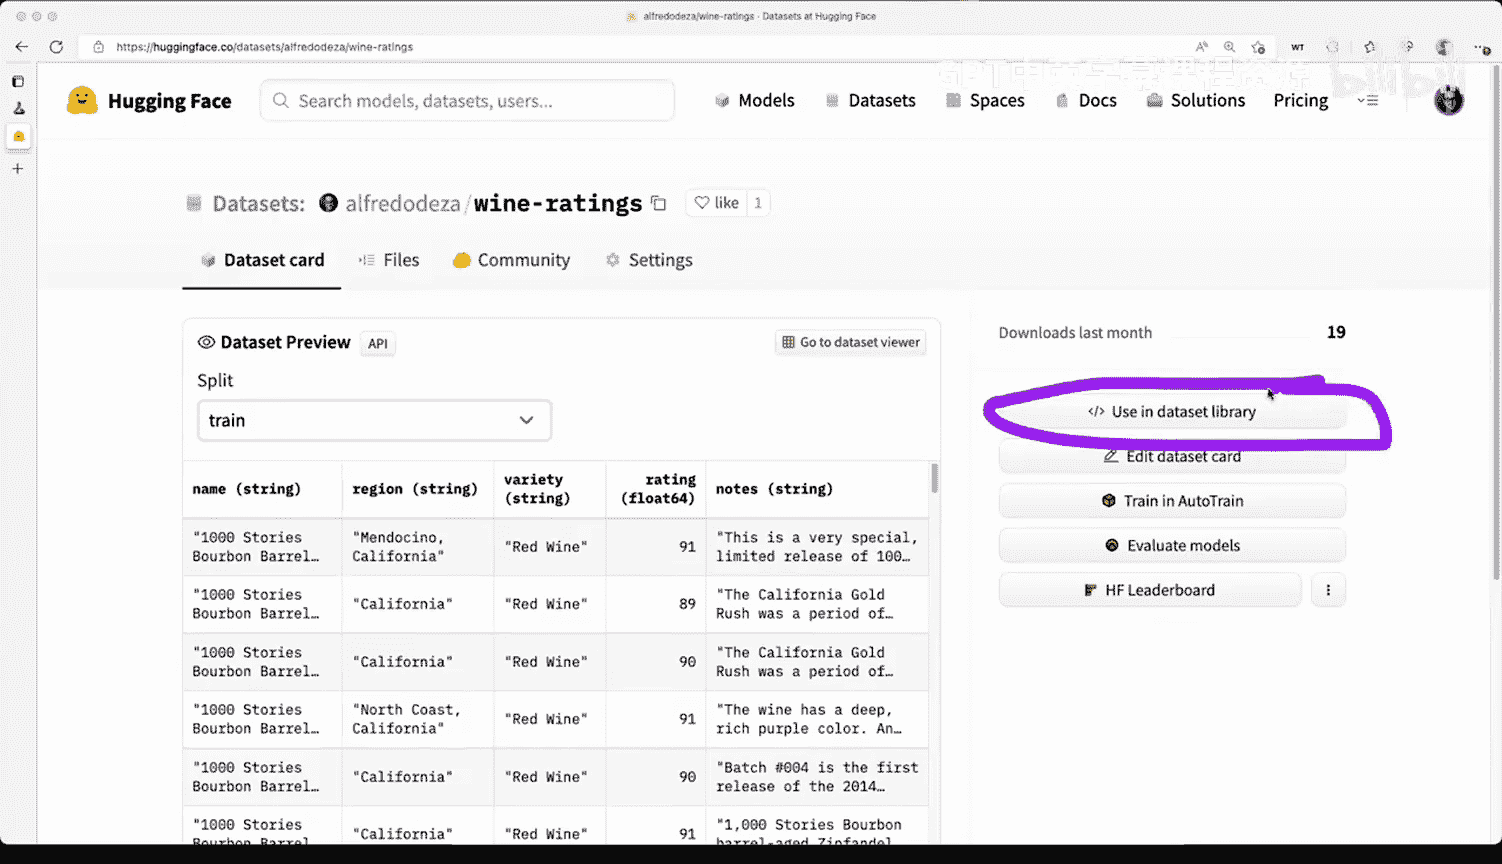 alfredodeza/wine-ratings · Datasets at Hugging Face
https://huggingface.co/datasets/alfredodeza/wine-ratings
WT
Hugging Face
Search models, datasets, users...
Models
Datasets
Spaces
Docs
Solutions
Pricing
bilibili
Datasets: alfredodeza/wine-ratings
like 1
Dataset card
Files
Community
Settings
Dataset Preview API
Go to dataset viewer
Split
train
Downloads last month 19
</> Use in dataset library
Edit dataset card
Train in AutoTrain
Evaluate models
HF Leaderboard
name (string) region (string) variety (string) rating (float64) notes (string)
"1000 Stories Bourbon Barrel… "Mendocino, California" "Red Wine" 91 "This is a very special, limited release of 100…
"1000 Stories Bourbon Barrel… "California" "Red Wine" 89 "The California Gold Rush was a period of…
"1000 Stories Bourbon Barrel… "California" "Red Wine" 90 "The California Gold Rush was a period of…
"1000 Stories Bourbon Barrel… "North Coast, California" "Red Wine" 91 "The wine has a deep, rich purple color. An…
"1000 Stories Bourbon Barrel… "California" "Red Wine" 90 "Batch #004 is the first release of the 2014…
"1000 Stories Bourbon Barrel… "California" "Red Wine" 91 "1,000 Stories Bourbon barrel-aged Zinfandel